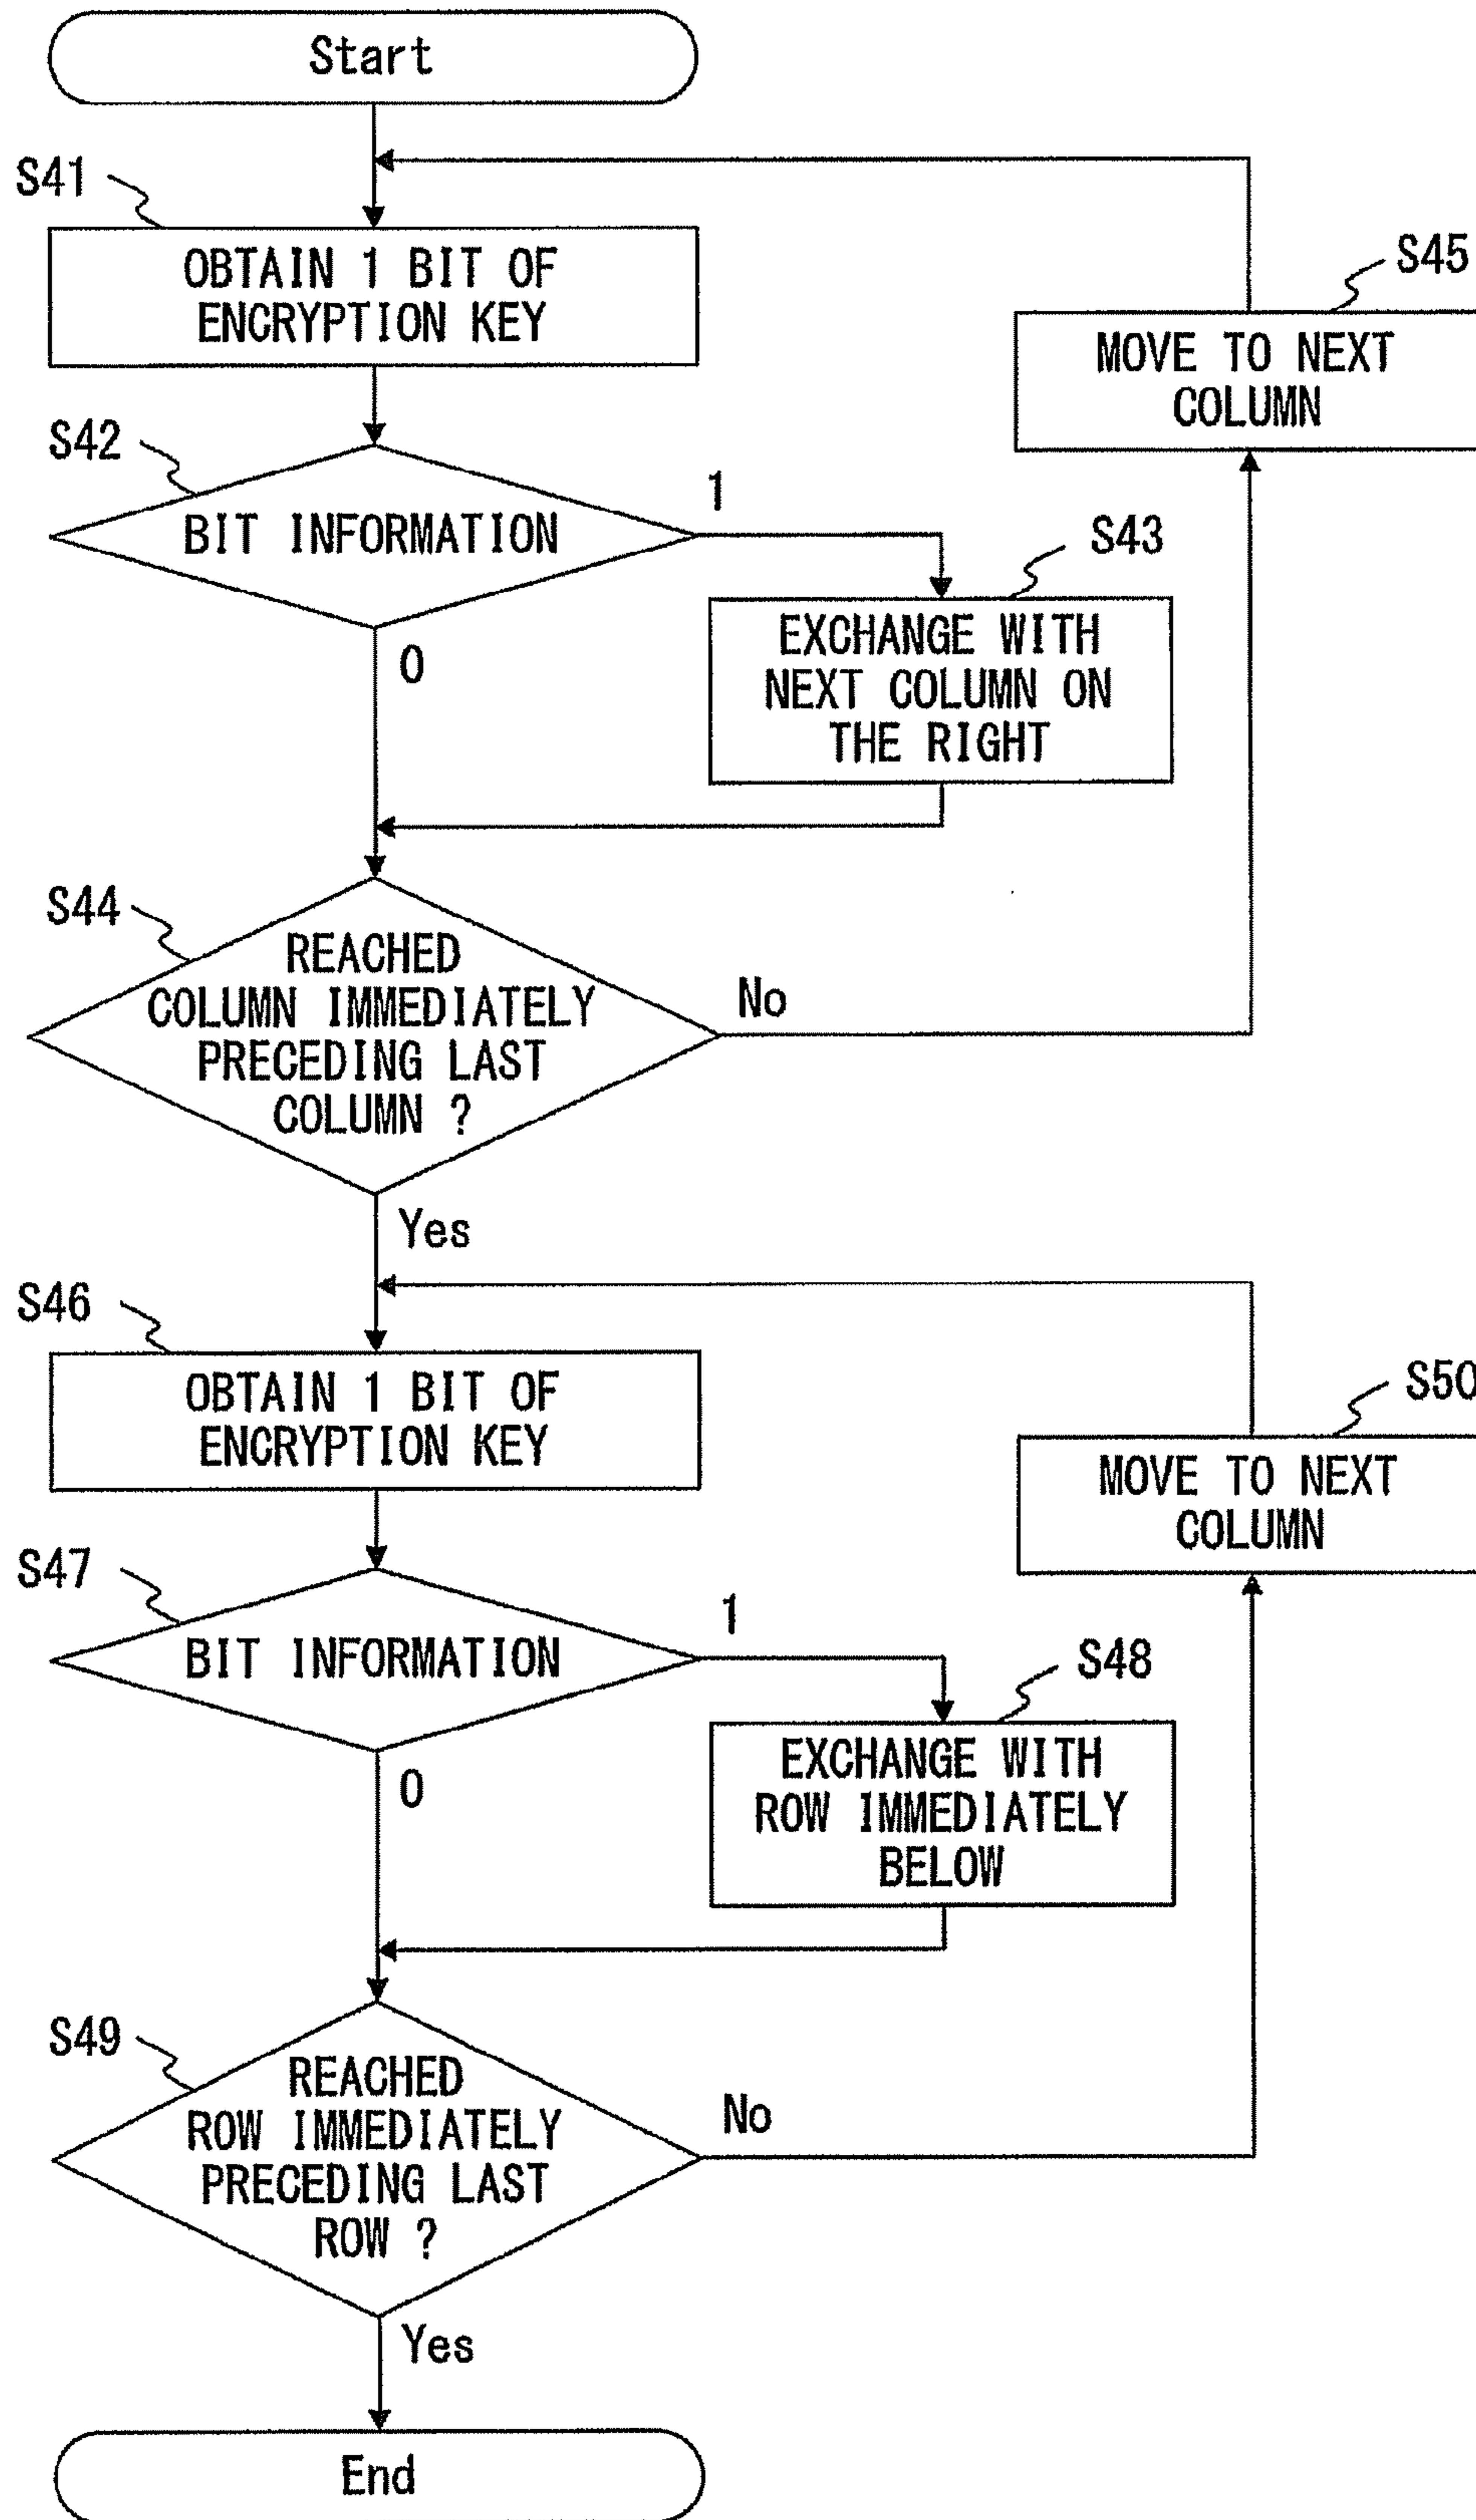 Start
S41
OBTAIN 1 BIT OF
ENCRYPTION KEY
S45
MOVE TO NEXT
COLUMN
S42
BIT INFORMATION
1
0
S43
EXCHANGE WITH
NEXT COLUMN ON
THE RIGHT
S44
REACHED
COLUMN IMMEDIATELY
PRECEDING LAST
COLUMN ?
No
Yes
S46
OBTAIN 1 BIT OF
ENCRYPTION KEY
S50
MOVE TO NEXT
COLUMN
S47
BIT INFORMATION
1
0
S48
EXCHANGE WITH
ROW IMMEDIATELY
BELOW
S49
REACHED
ROW IMMEDIATELY
PRECEDING LAST
ROW ?
No
Yes
End